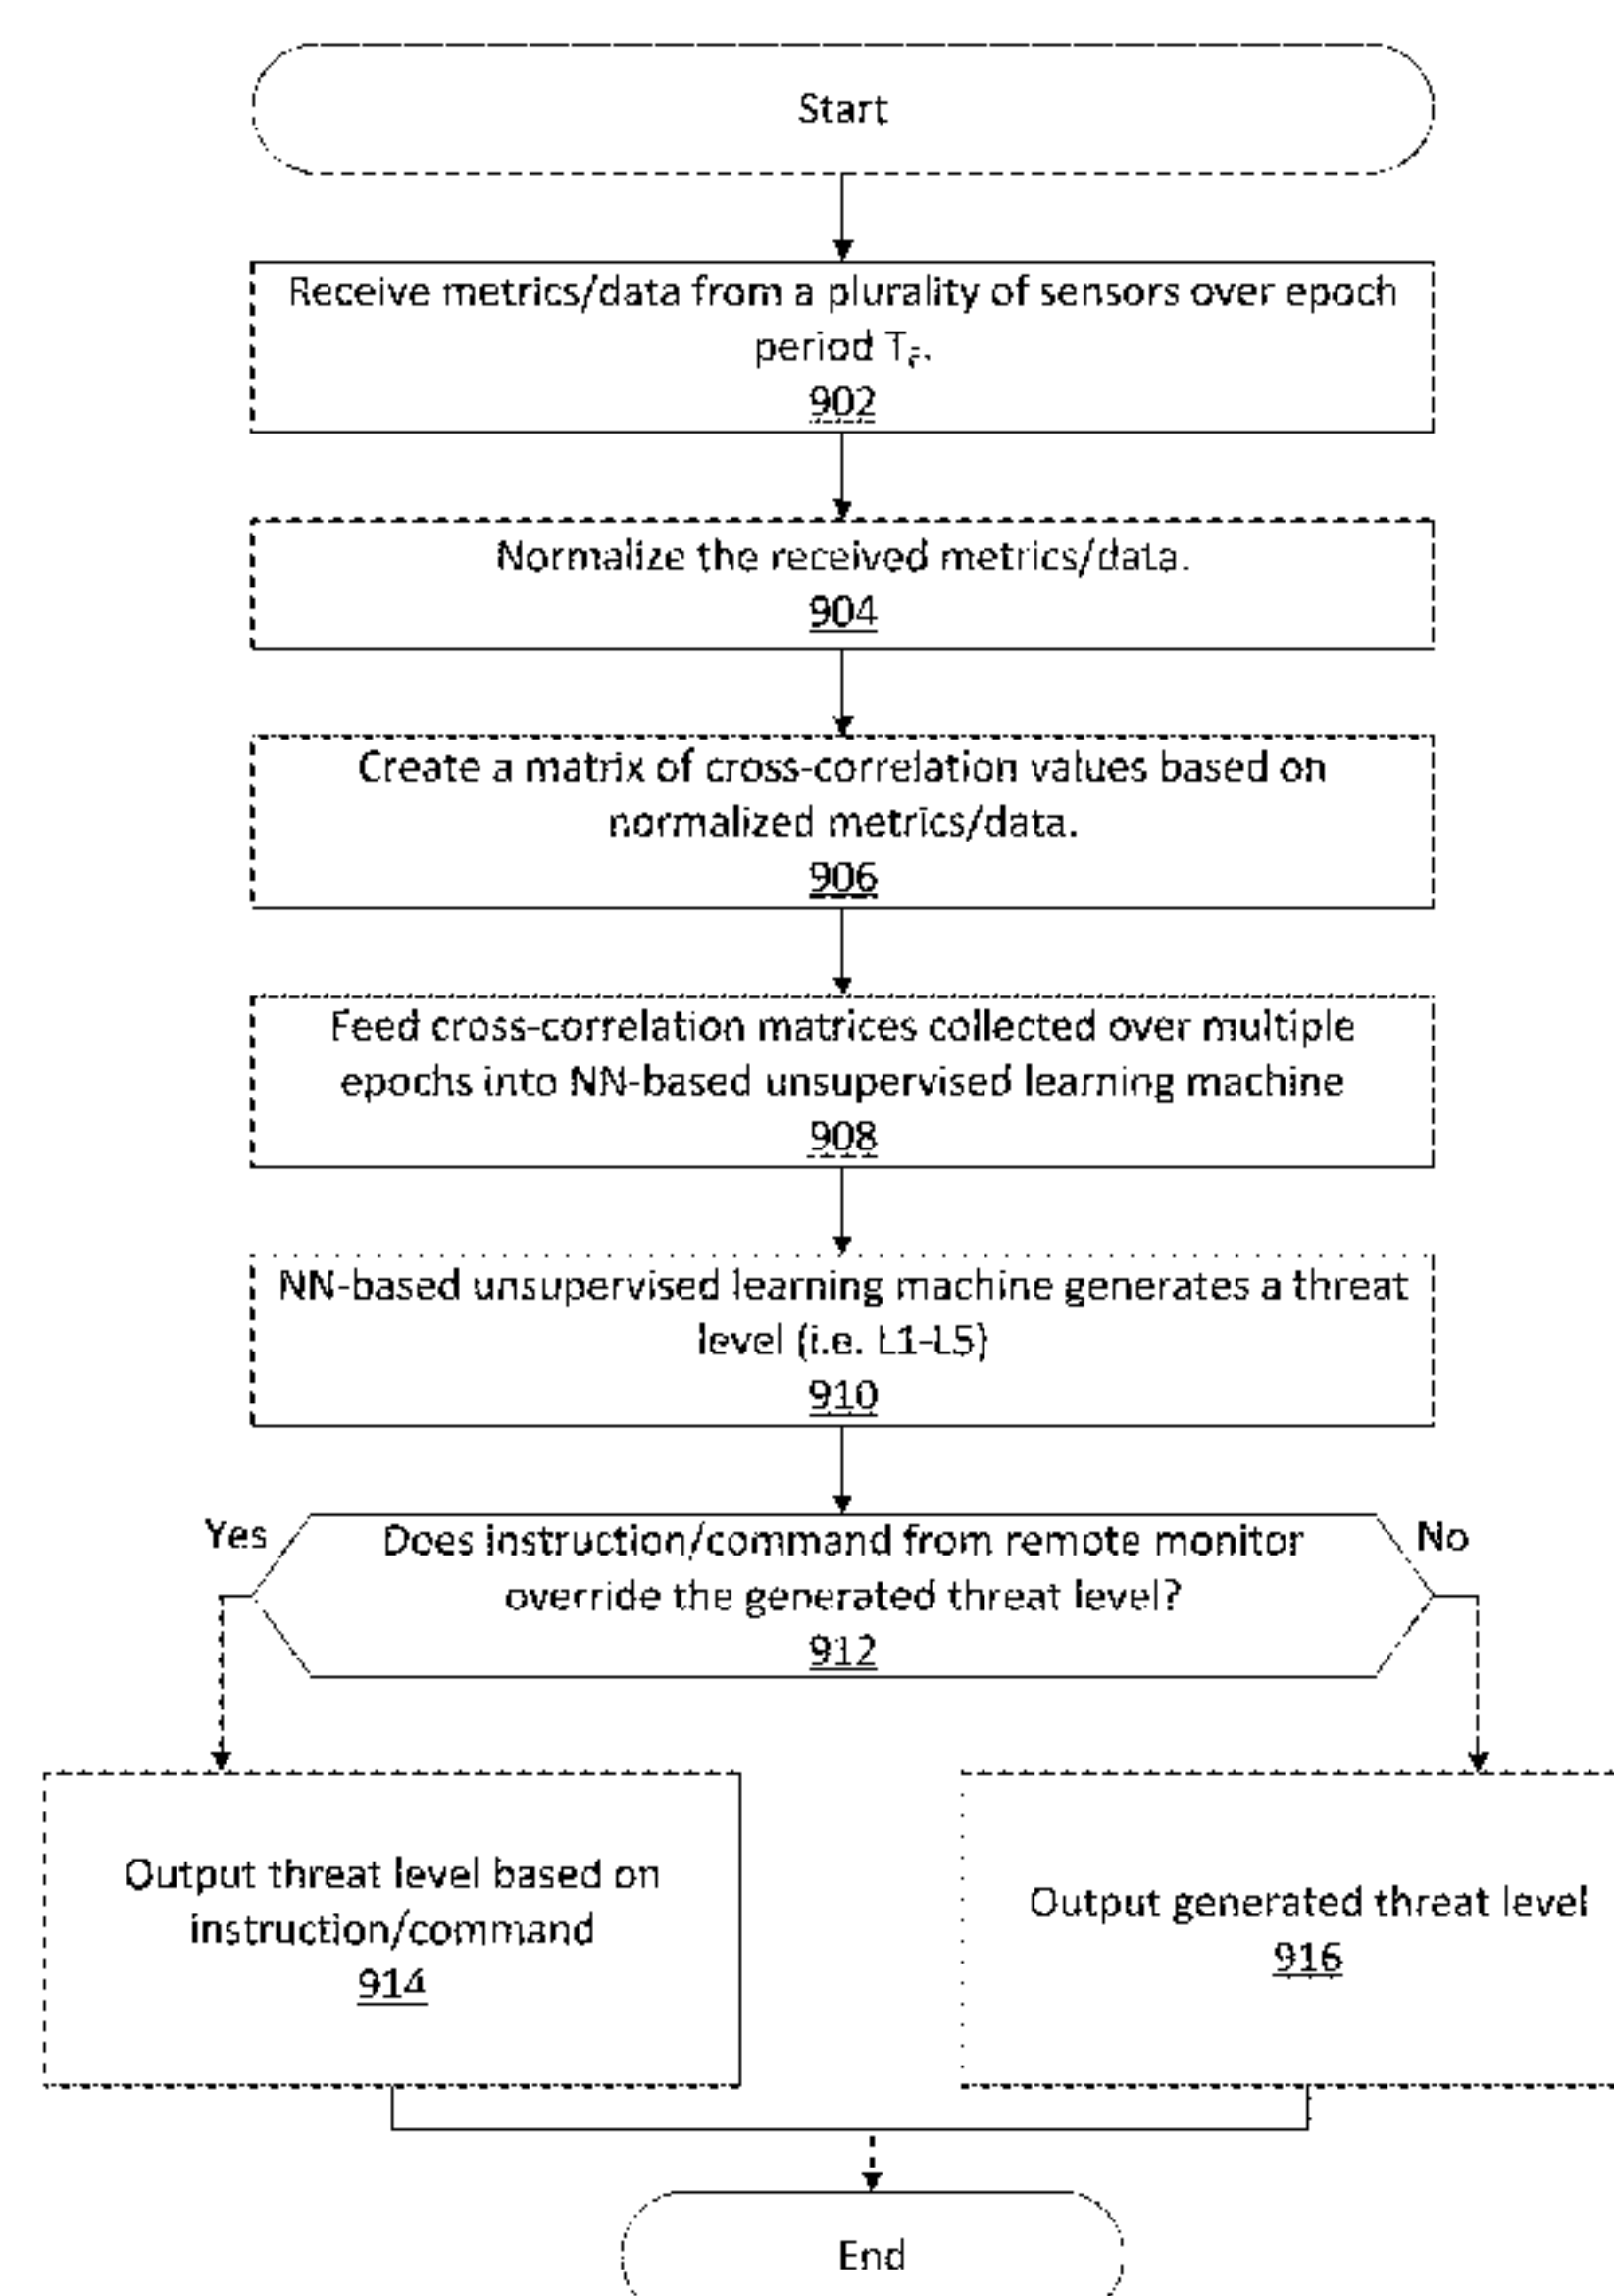 Start
Receive metrics/data from a plurality of sensors over epoch
period
902
Normalize the received metrics/data.
904
Create a matrix of cross-correlation values based on
normalized metrics/data.
906
Feed cross-correlation matrices collected over multiple
epochs into NN-based unsupervised learning machine
908
NN-based unsupervised learning machine generates a threat
level (i.e. L1-L5)
910
Yes
Does instruction/command from remote monitor
No
override the generated threat level?
912
Output threat level based on
instruction/command
914
Output generated threat level
916
End